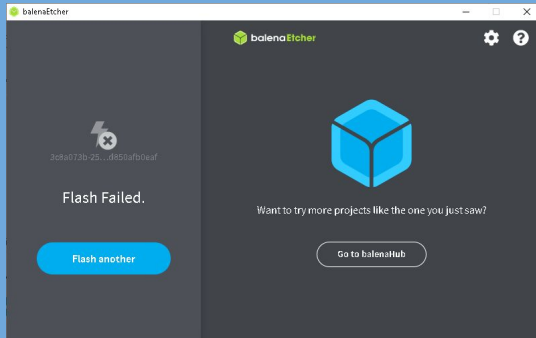 balenaEtcher
balenaEtcher
Flash Failed.
Flash another
Want to try more projects like the one you just saw?
Go to balenaHub